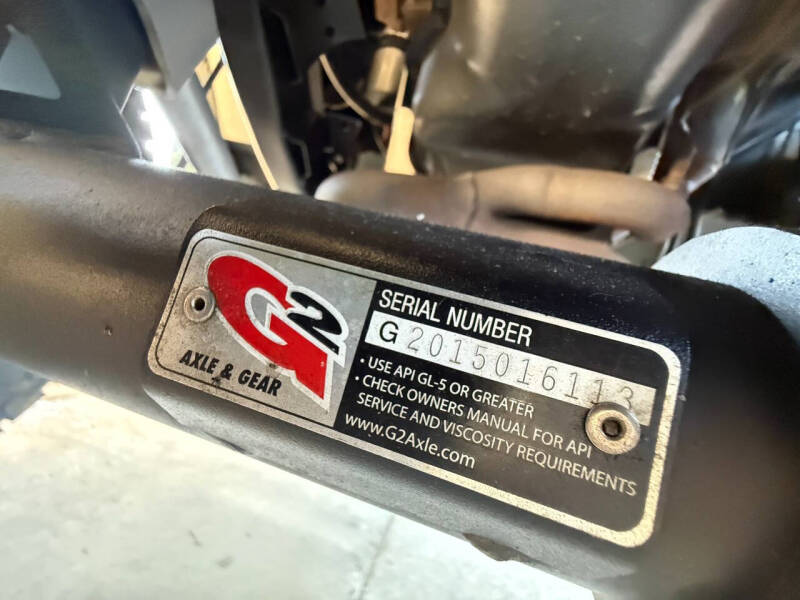 G2
AXLE & GEAR
SERIAL NUMBER
G 2015016113
• USE API GL-5 OR GREATER
• CHECK OWNERS MANUAL FOR API
SERVICE AND VISCOSITY REQUIREMENTS
www.G2Axle.com